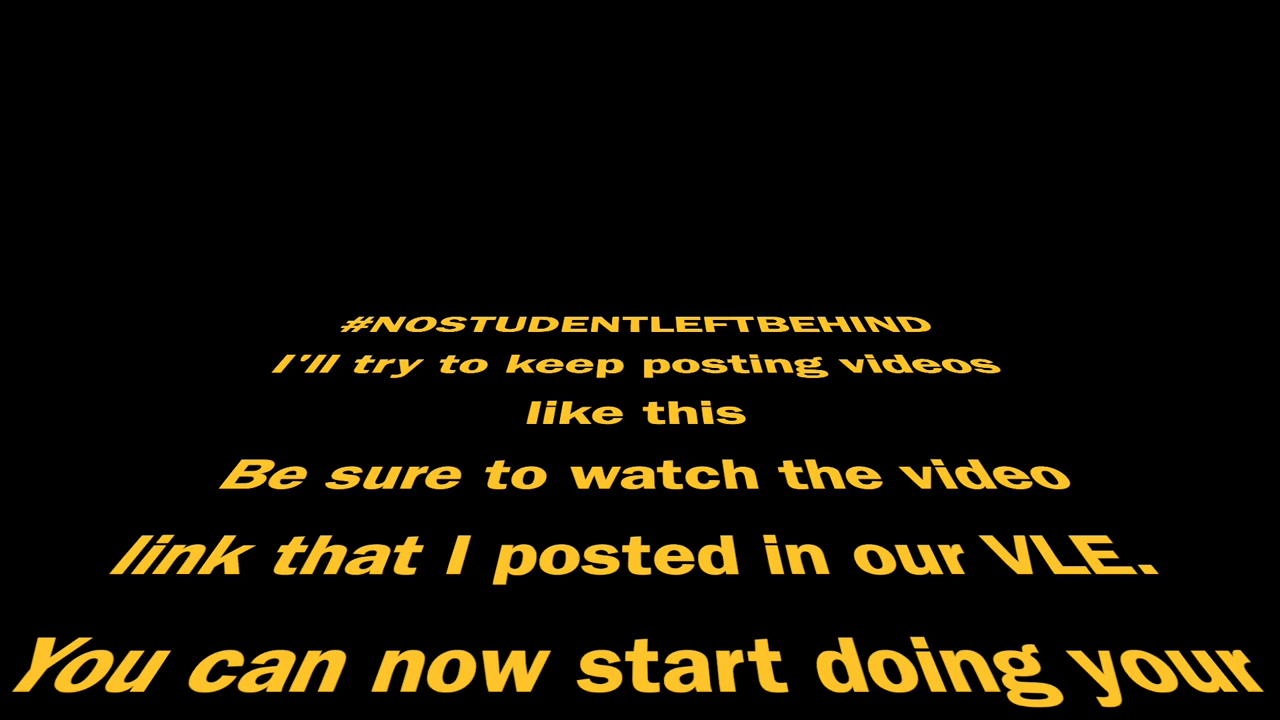 #NOSTUDENTLEFTBEHIND
I'll try to keep posting videos
like this
Be sure to watch the video
link that I posted in our VLE.
You can now start doing your